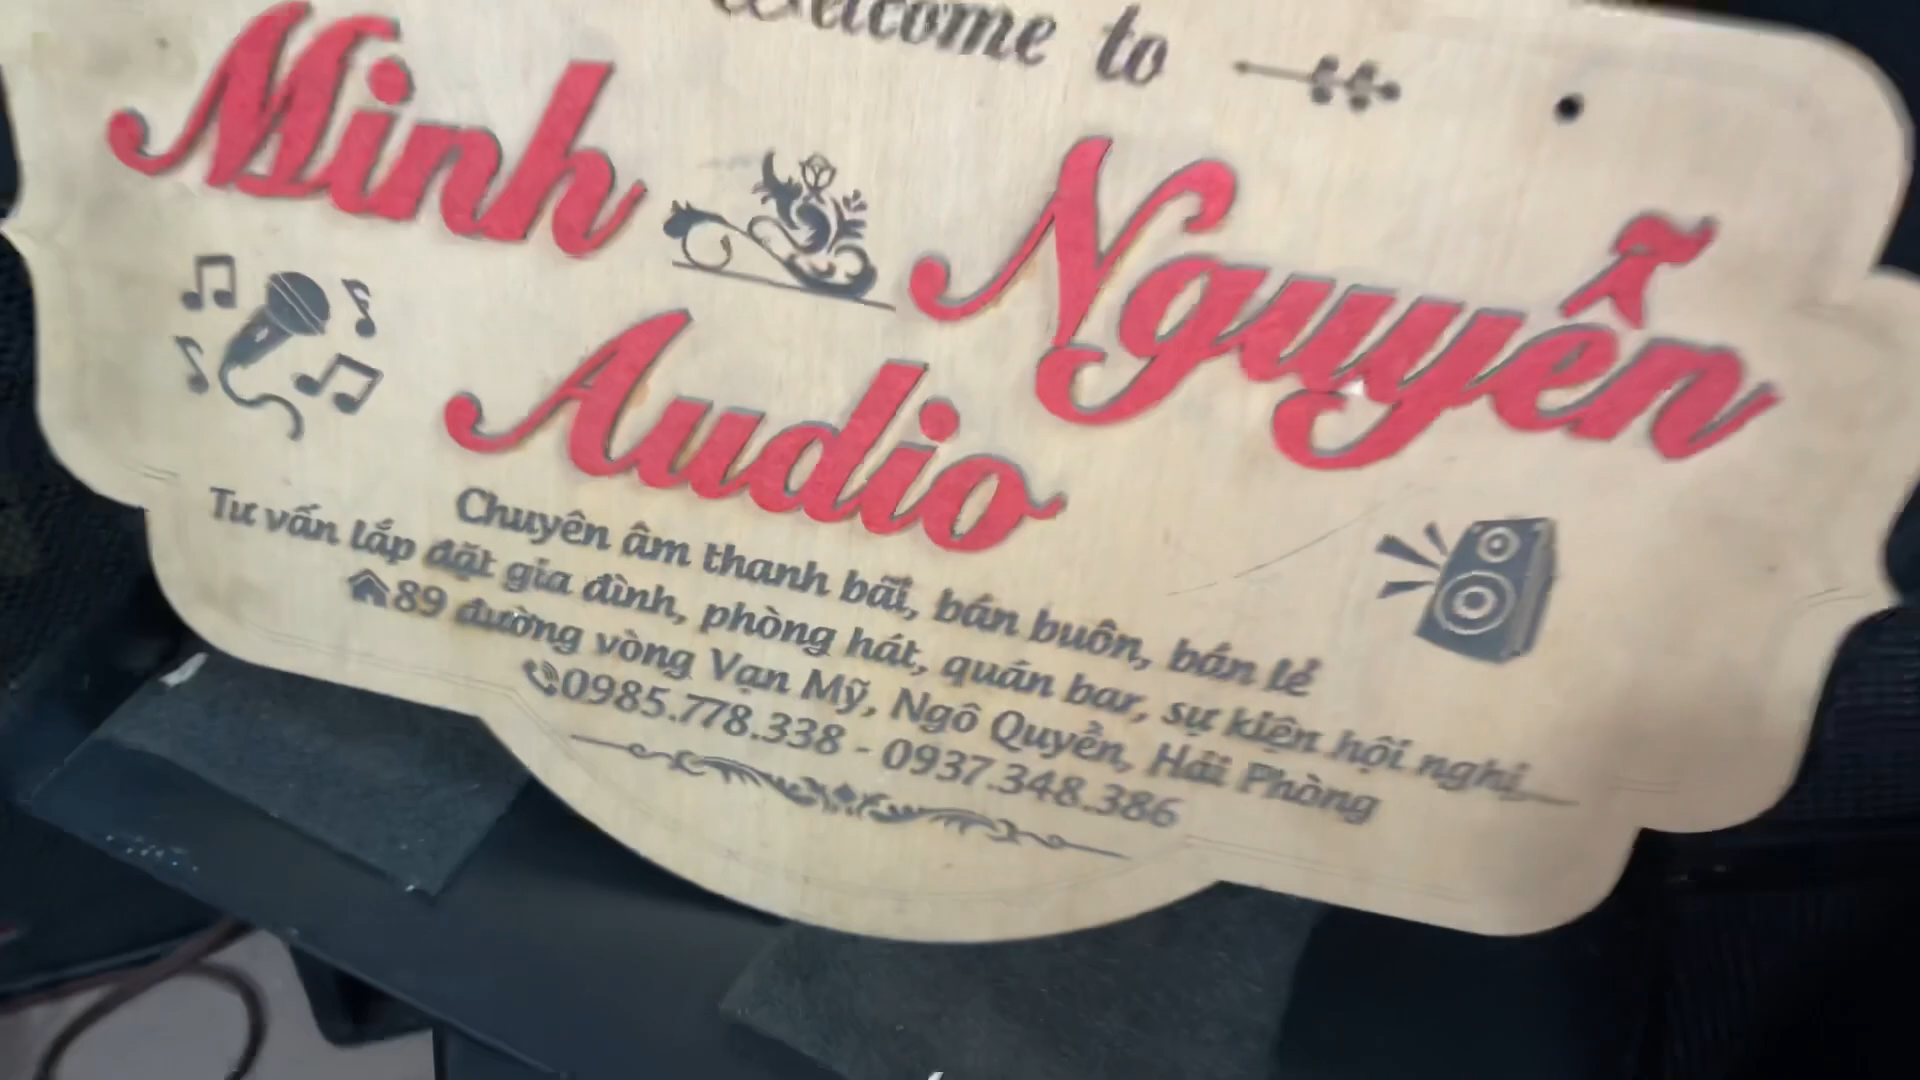 Welcome to
Minh Nguyễn
Audio
Chuyên âm thanh bãi, bán buôn, bán lẻ
Tư vấn lắp đặt gia đình, phòng hát, quán bar, sự kiện hội nghị
89 đường vòng Vạn Mỹ, Ngô Quyền, Hải Phòng
0985.778.338 - 0937.348.386